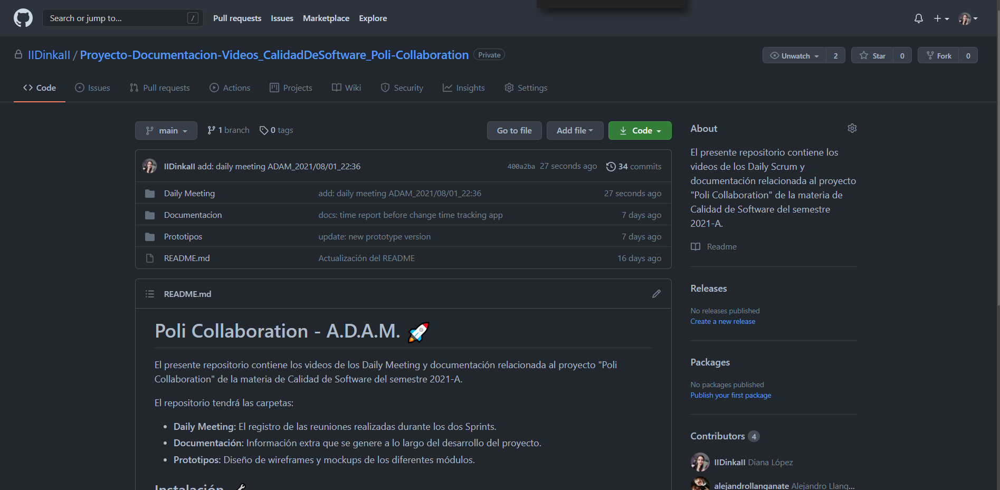 Search or jump to... /
Pull requests Issues Marketplace Explore
IIDinkaII / Proyecto-Documentacion-Videos_CalidadDeSoftware_Poli-Collaboration Private
Unwatch 2 Star 0 Fork 0
Code Issues Pull requests Actions Projects Wiki Security Insights Settings
main 1 branch 0 tags Go to file Add file Code
IIDinkaII add: daily meeting ADAM_2021/08/01_22:36 400a2ba 27 seconds ago 34 commits
Daily Meeting add: daily meeting ADAM_2021/08/01_22:36 27 seconds ago
Documentacion docs: time report before change time tracking app 7 days ago
Prototipos update: new prototype version 7 days ago
README.md Actualización del README 16 days ago
README.md
Poli Collaboration - A.D.A.M. 🚀
El presente repositorio contiene los videos de los Daily Meeting y documentación relacionada al proyecto "Poli
Collaboration" de la materia de Calidad de Software del semestre 2021-A.
El repositorio tendrá las carpetas:
• Daily Meeting: El registro de las reuniones realizadas durante los dos Sprints.
• Documentación: Información extra que se genere a lo largo del desarrollo del proyecto.
• Prototipos: Diseño de wireframes y mockups de los diferentes módulos.
Instalación 🔧
About
El presente repositorio contiene los
videos de los Daily Scrum y
documentación relacionada al proyecto
"Poli Collaboration" de la materia de
Calidad de Software del semestre
2021-A.
Readme
Releases
No releases published
Create a new release
Packages
No packages published
Publish your first package
Contributors 4
IIDinkaII Diana López
alejandrollanganate Alejandro Llang...